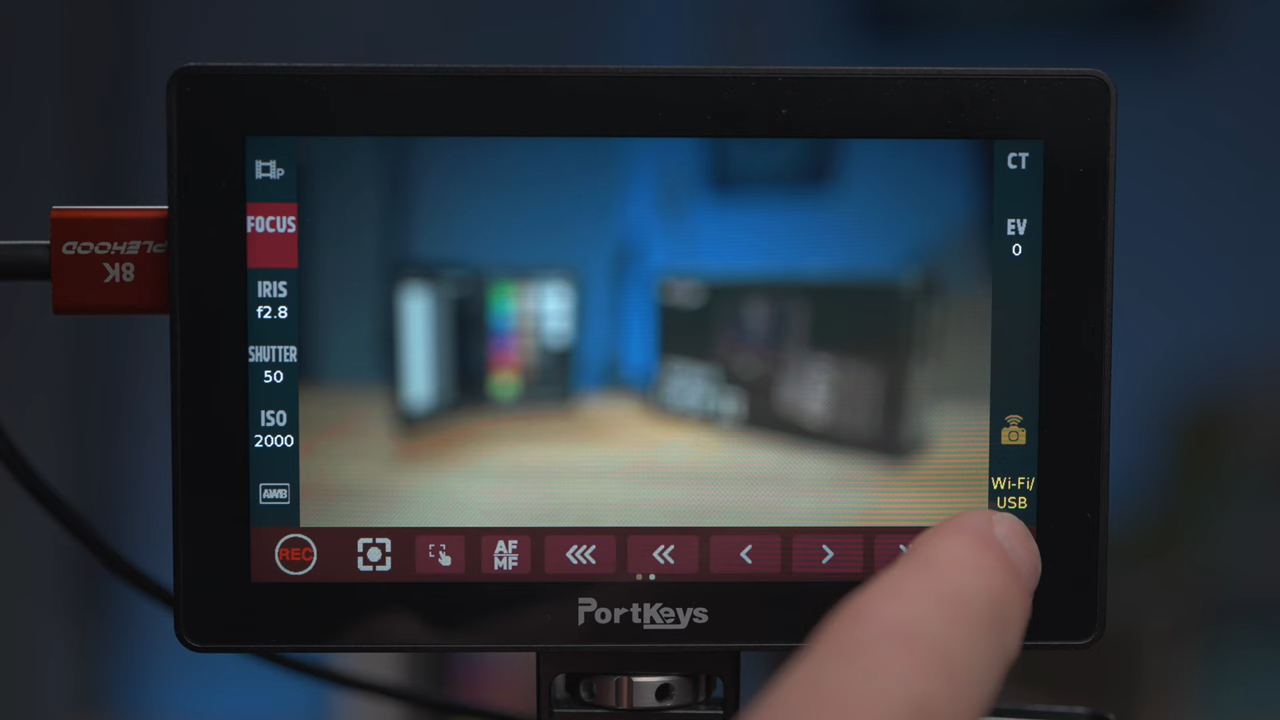 P
FOCUS
IRIS
f2.8
SHUTTER
50
ISO
2000
AWB
CT
EV
0
Wi-Fi/
USB
REC
AF
MF
PortKeys
8K